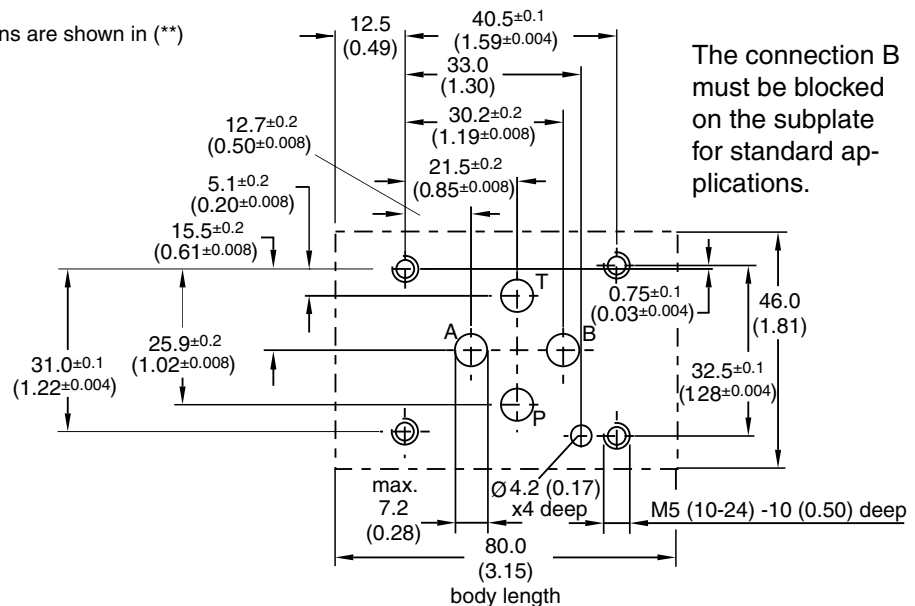 ns are shown in (**)
12.5
(0.49)
40.5±0.1
(1.59±0.004)
33.0
(1.30)
30.2±0.2
(1.19±0.008)
12.7±0.2
(0.50±0.008)
21.5±0.2
(0.85±0.008)
5.1±0.2
(0.20±0.008)
15.5±0.2
(0.61±0.008)
The connection B
must be blocked
on the subplate
for standard ap-
plications.
T
A
B
P
0.75±0.1
(0.03±0.004)
46.0
(1.81)
31.0±0.1
(1.22±0.004)
25.9±0.2
(1.02±0.008)
32.5±0.1
(1.28±0.004)
max.
7.2
(0.28)
Ø 4.2 (0.17)
x4 deep
M5 (10-24) -10 (0.50) deep
80.0
(3.15)
body length